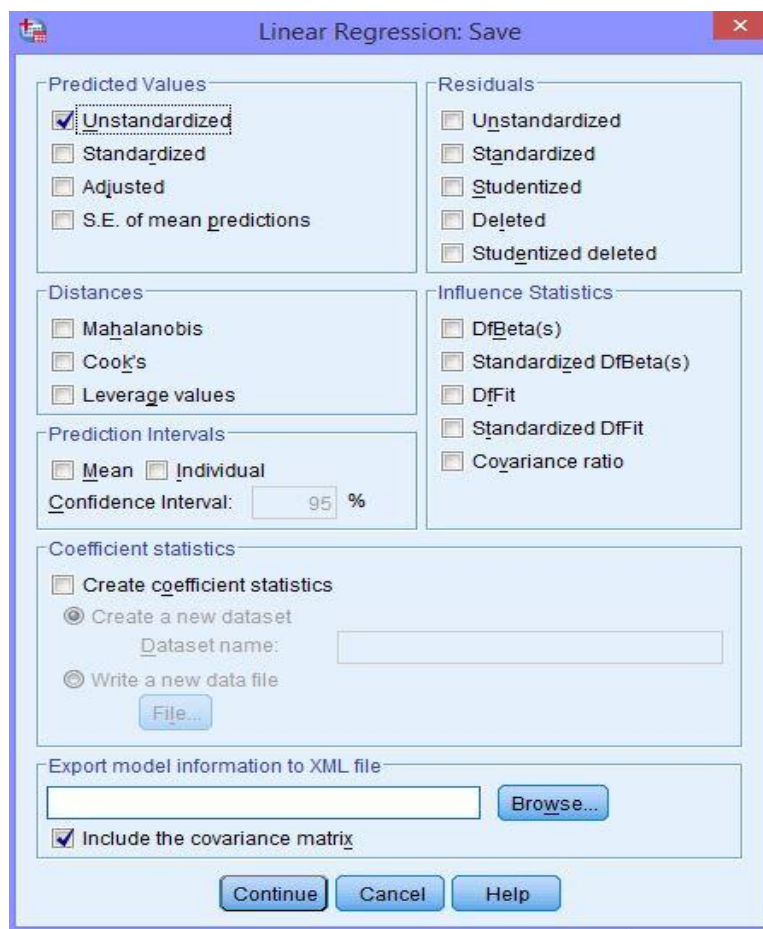 Linear Regression: Save
Predicted Values
Unstandardized
Standardized
Adjusted
S.E. of mean predictions
Residuals
Unstandardized
Standardized
Studentized
Deleted
Studentized deleted
Distances
Mahalanobis
Cook's
Leverage values
Influence Statistics
DfBeta(s)
Standardized DfBeta(s)
DfFit
Standardized DfFit
Covariance ratio
Prediction Intervals
Mean Individual
Confidence Interval: 95 %
Coefficient statistics
Create coefficient statistics
Create a new dataset
Dataset name:
Write a new data file
File...
Export model information to XML file
Browse...
Include the covariance matrix
Continue Cancel Help